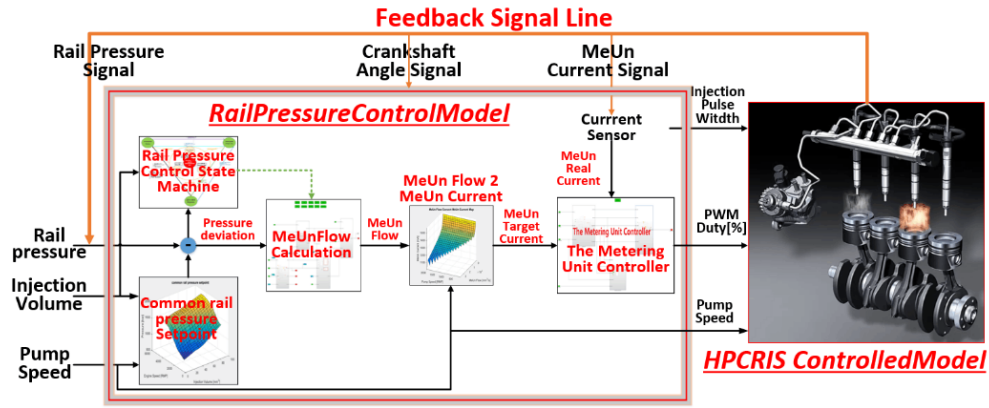 Feedback Signal Line
Rail Pressure
Signal
Crankshaft
Angle Signal
MeUn
Current Signal
RailPressureControlModel
Currrent
Sensor
Injection
Pulse
Witdth
Rail Pressure
Control State
Machine
MeUn
Real
Current
MeUn Flow 2
MeUn Current
Rail
pressure
Pressure
deviation
MeUnFlow
Calculation
MeUn
Flow
MeUn
Target
Current
The Metering Unit Controller
The Metering
Unit Controller
PWM
Duty[%]
Injection
Volume
Common rail
pressure
Setpoint
Pump
Speed
Pump
Speed
HPCRIS ControlledModel